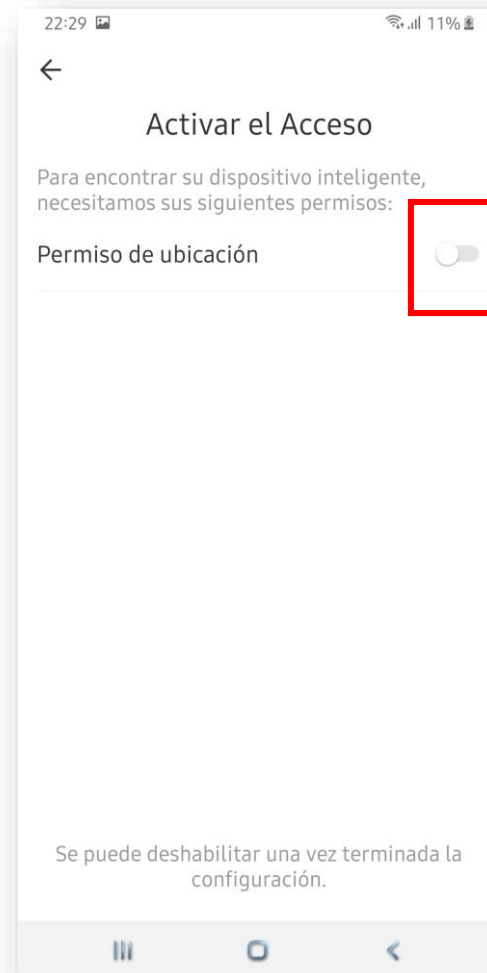 22:29 11%
Activar el Acceso
Para encontrar su dispositivo inteligente,
necesitamos sus siguientes permisos:
Permiso de ubicación
Se puede deshabilitar una vez terminada la
configuración.